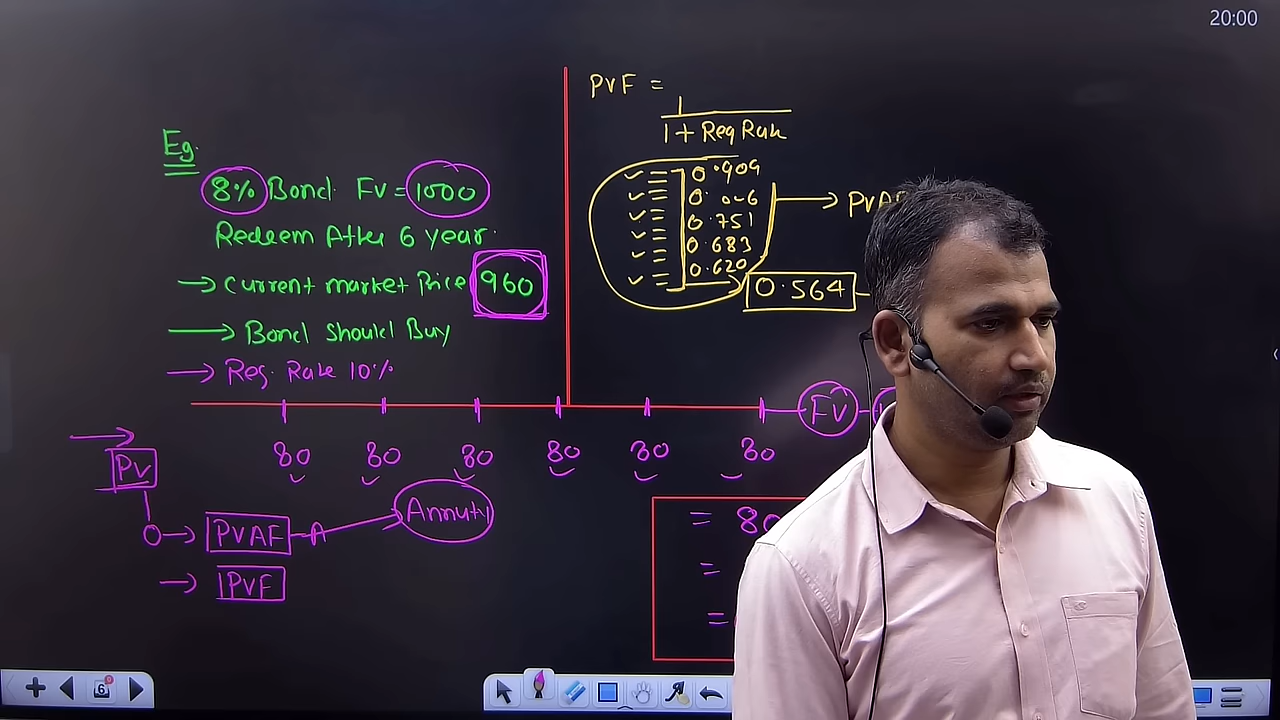 20:00
Eg.
8% Bond FV = 1000
Redeem After 6 year.
→ Current market Price 960
→ Bond Should Buy
→ Req. Rate 10%
PVF =
1
1 + Req Rate
0.909
0.751
0.683
0.620
0.564
FV
80 80 80 80 80 80
PV
PVAF
Annuty
PVF
= 80
=
=
6